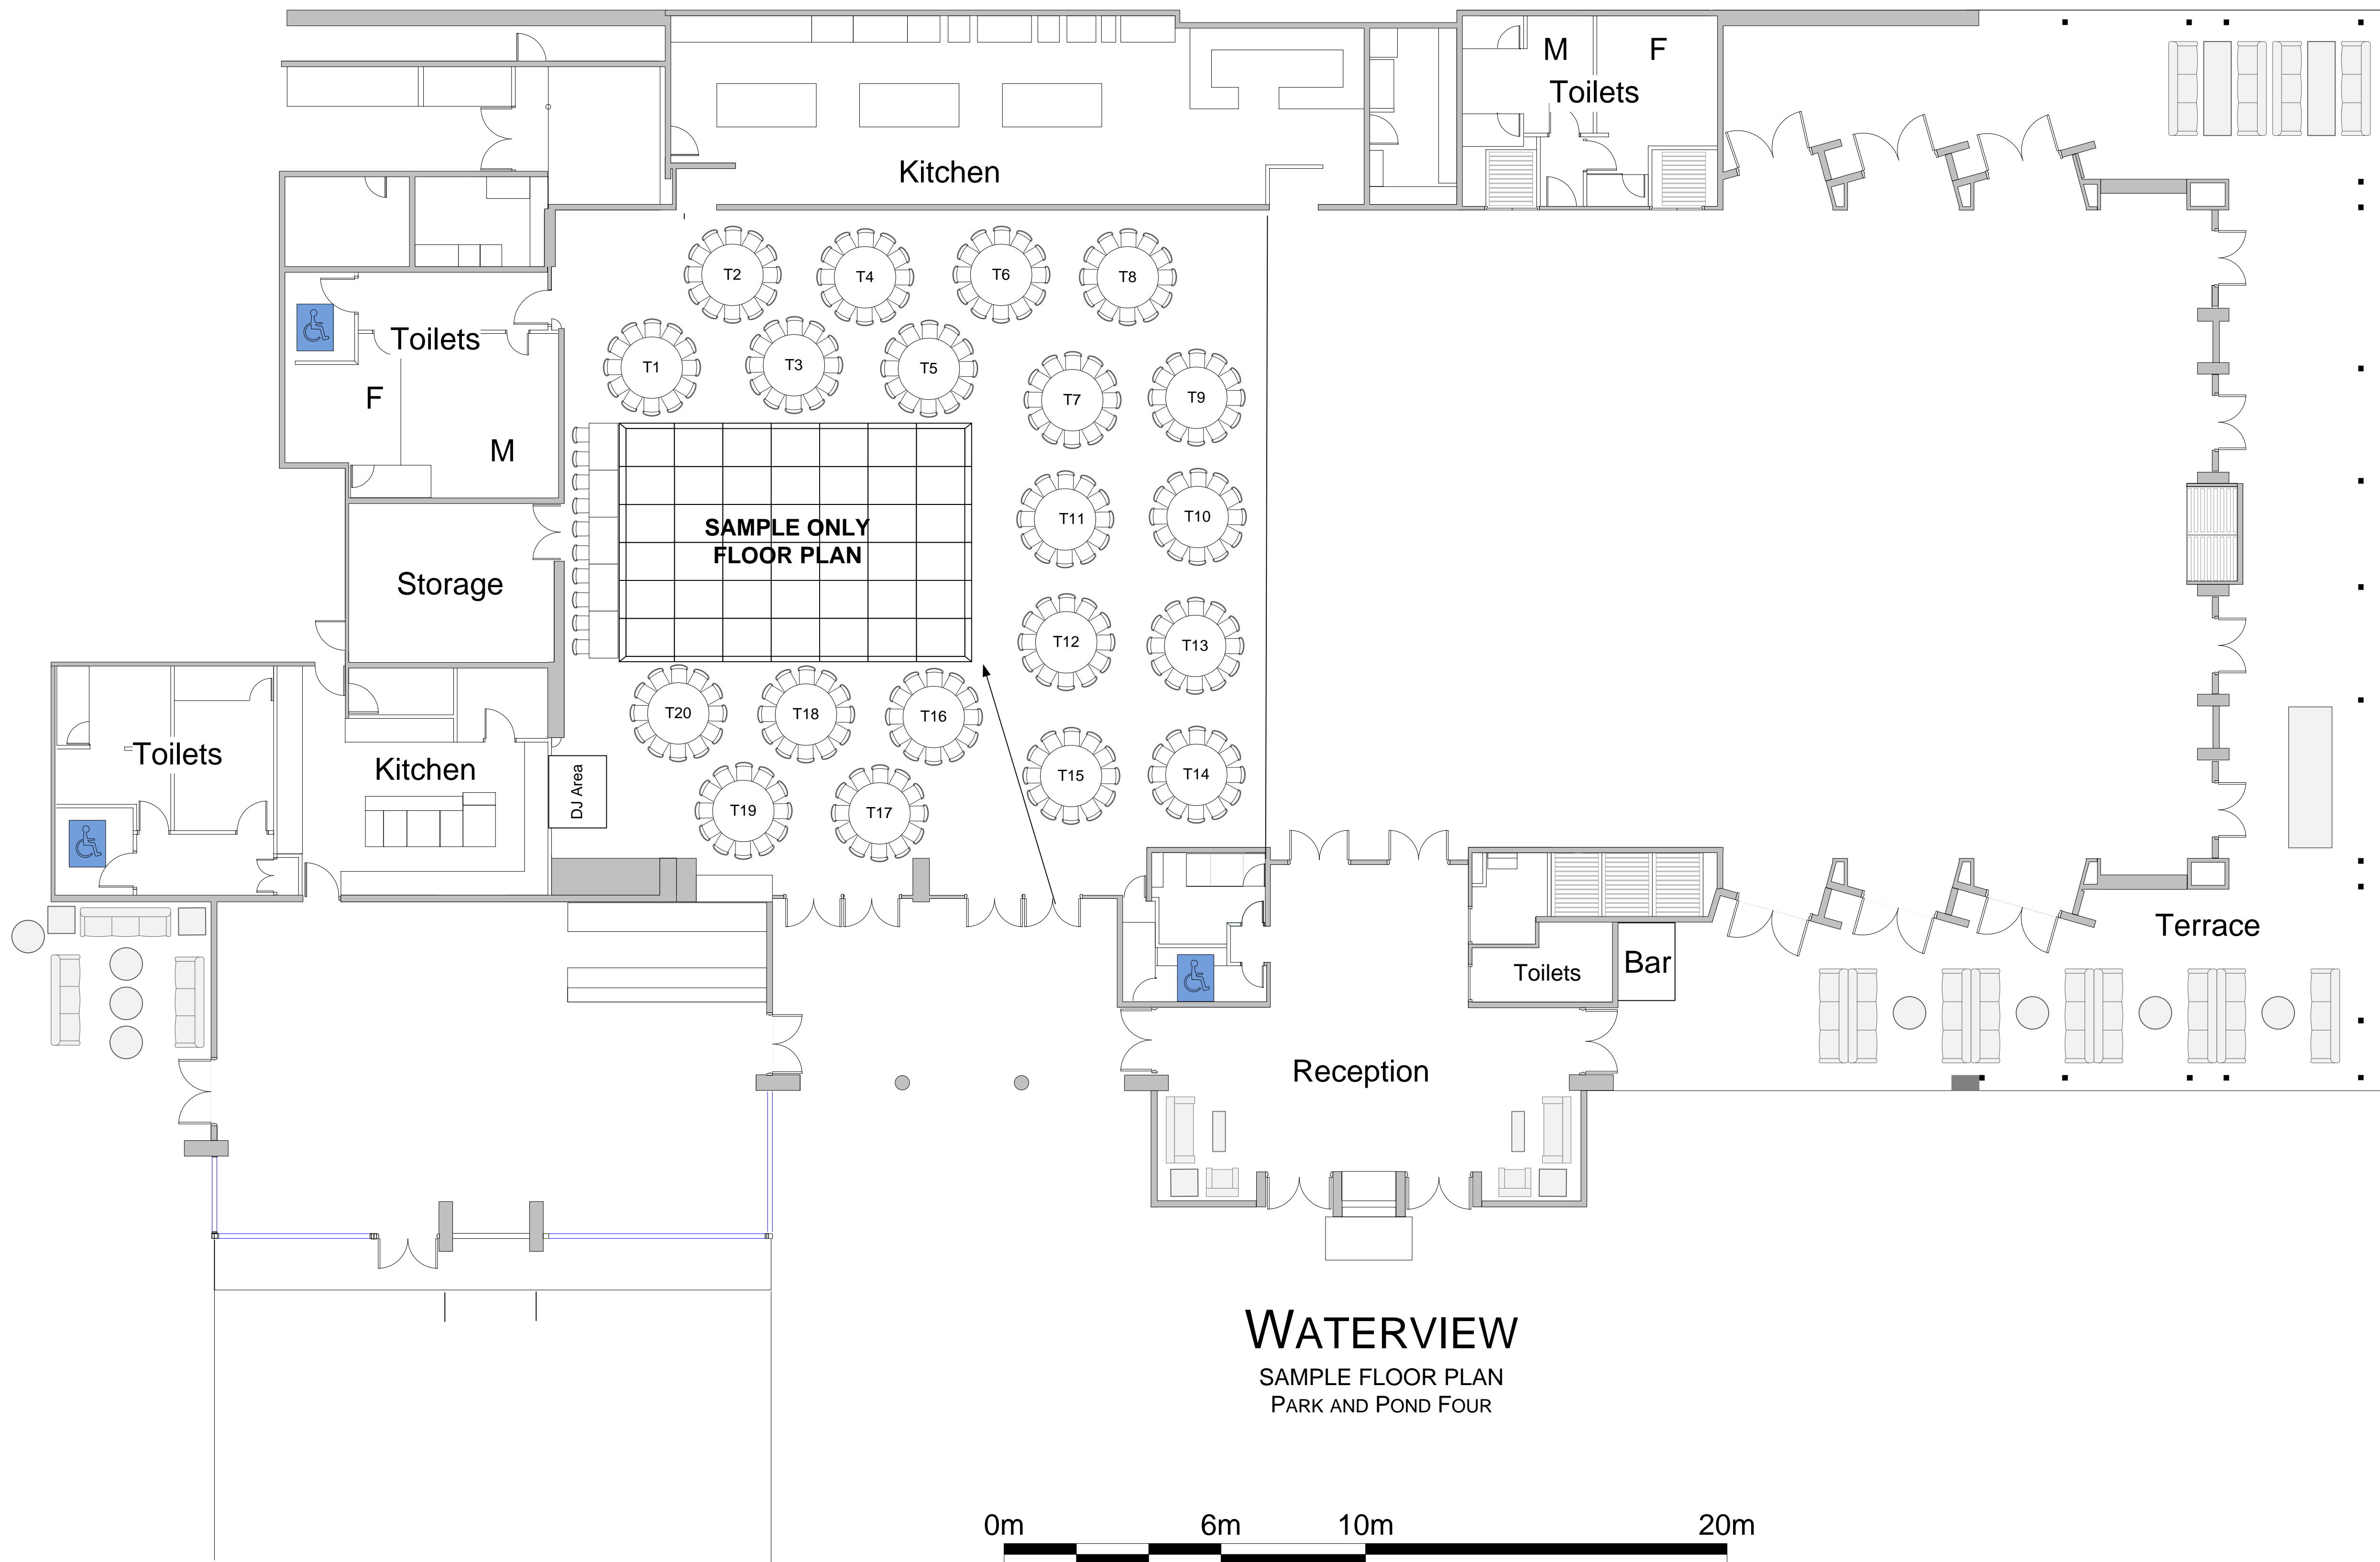 M
F
Toilets
Kitchen
T2
T4
T6
T8
Toilets
T1
T3
T5
T7
T9
F
M
SAMPLE ONLY
FLOOR PLAN
T11
T10
Storage
T12
T13
T20
T18
T16
Toilets
Kitchen
DJ Area
T15
T14
T19
T17
Terrace
Toilets
Bar
Reception
WATERVIEW
SAMPLE FLOOR PLAN
PARK AND POND FOUR
0m 6m 10m 20m